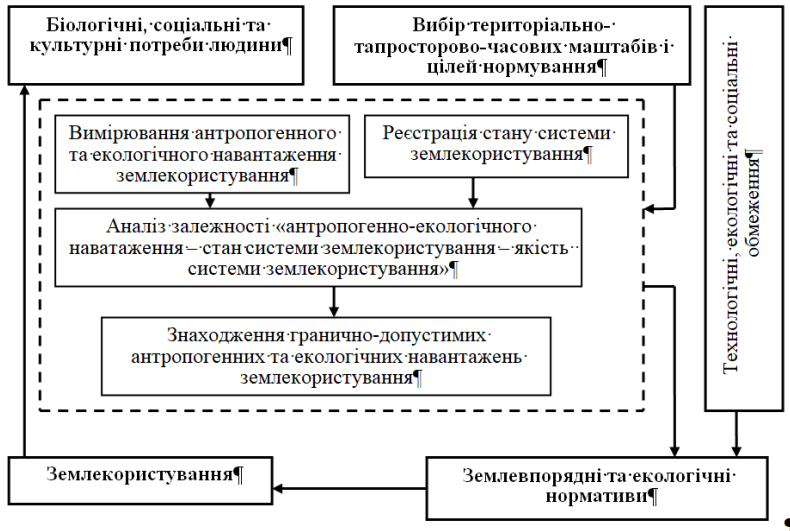 Біологічні, соціальні та
культурні потреби людини¶
Вибір територіально-
тапросторово-часових маштабів і
цілей нормування¶
Технологічні, екологічні та соціальні
обмеження¶
Вимірювання антропогенного
та екологічного навантаження
землекористування¶
Реєстрація стану системи
землекористування¶
Аналіз залежності «антропогенно-екологічного
наватаження – стан системи землекористування – якість
системи землекористування»¶
Знаходження гранично-допустимих
антропогенних та екологічних навантажень
землекористування¶
Землекористування¶
Землевпорядні та екологічні
нормативи¶